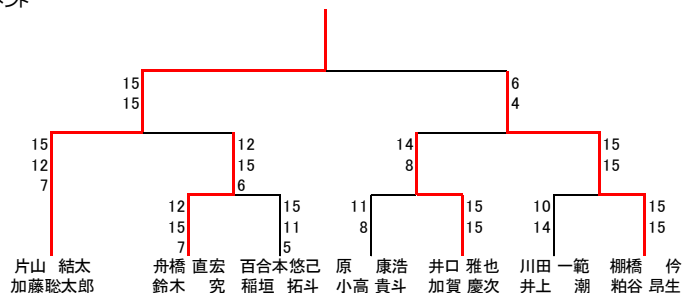 15 6
15 4
15 12 14 15
12 15 8 15
7 6
12 15 11 15 10 15
15 11 8 15 14 15
7 5
片山 結太 舟橋 直宏 百合本悠己 原 康浩 井口 雅也 川田 一範 棚橋 伶
加藤聡太郎 鈴木 究 稲垣 拓斗 小高 貴斗 加賀 慶次 井上 潮 粕谷 昂生